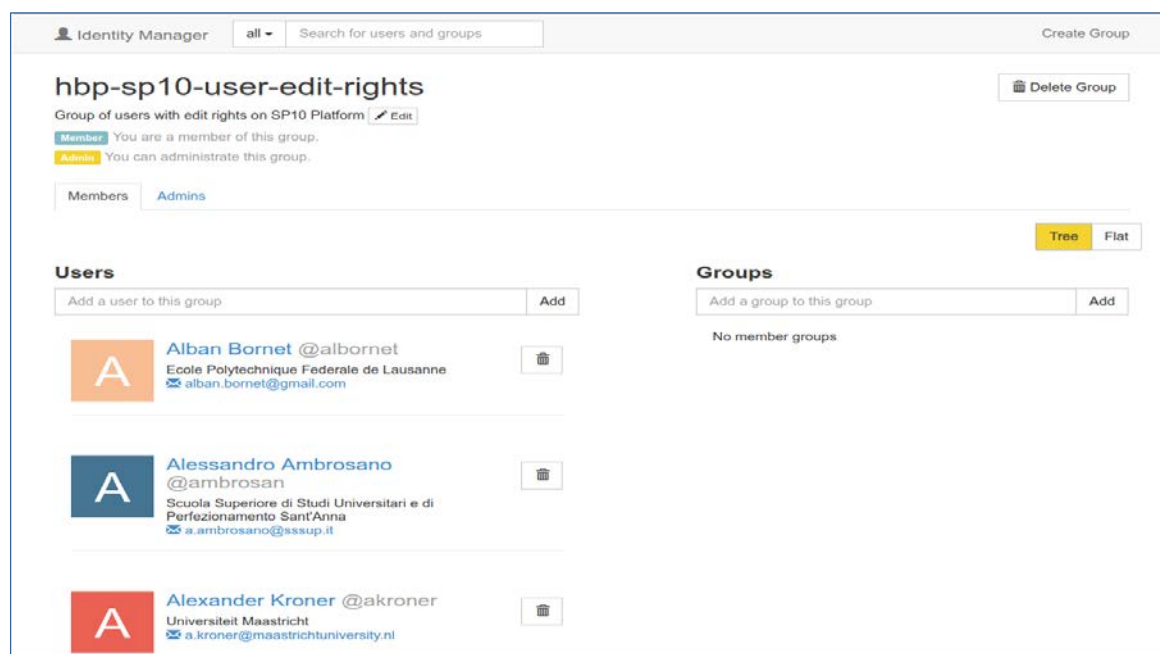 Identity Manager all Search for users and groups Create Group
hbp-sp10-user-edit-rights Delete Group
Group of users with edit rights on SP10 Platform Edit
Member You are a member of this group.
Admin You can administrate this group.
Members Admins
Tree Flat
Users
Add a user to this group Add
A
Alban Bornet @albornet
Ecole Polytechnique Federale de Lausanne
alban.bornet@gmail.com
A
Alessandro Ambrosano
@ambrosan
Scuola Superiore di Studi Universitari e di
Perfezionamento Sant'Anna
a.ambrosano@sssup.it
A
Alexander Kroner @akroner
Universiteit Maastricht
a.kroner@maastrichtuniversity.nl
Groups
Add a group to this group Add
No member groups